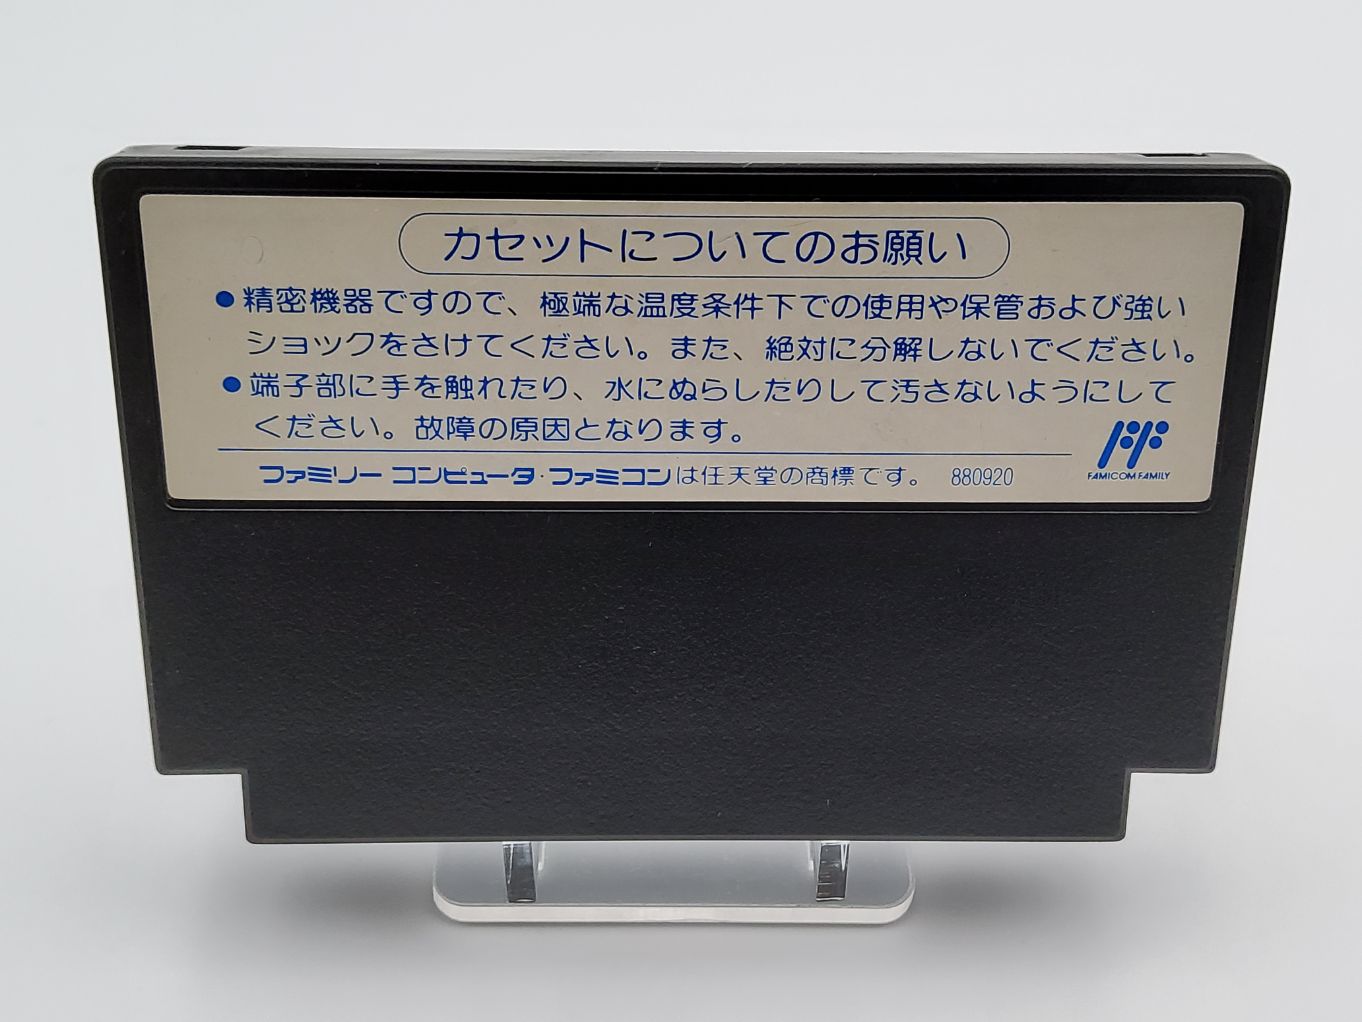 カセットについてのお願い
●精密機器ですので、極端な温度条件下での使用や保管および強い
ショックをさけてください。また、絶対に分解しないでください。
●端子部に手を触れたり、水にぬらしたりして汚さないようにして
ください。故障の原因となります。
FF
FAMICOM FAMILY
ファミリー コンピュータ・ファミコンは任天堂の商標です。 880920